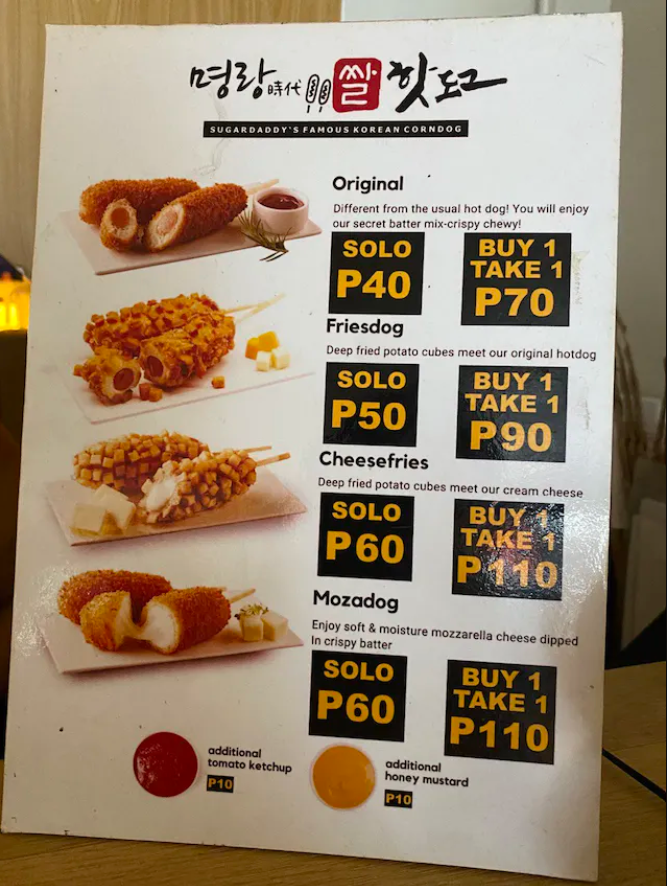 명랑時代 쌀 핫도그
SUGARDADDY'S FAMOUS KOREAN CORNDOG
Original
Different from the usual hot dog! You will enjoy
our secret batter mix-crispy chewy!
SOLO
P40
BUY 1
TAKE 1
P70
Friesdog
Deep fried potato cubes meet our original hotdog
SOLO
P50
BUY 1
TAKE 1
P90
Cheesefries
Deep fried potato cubes meet our cream cheese
SOLO
P60
BUY 1
TAKE 1
P110
Mozadog
Enjoy soft & moisture mozzarella cheese dipped
In crispy batter
SOLO
P60
BUY 1
TAKE 1
P110
additional
tomato ketchup
P10
additional
honey mustard
P10